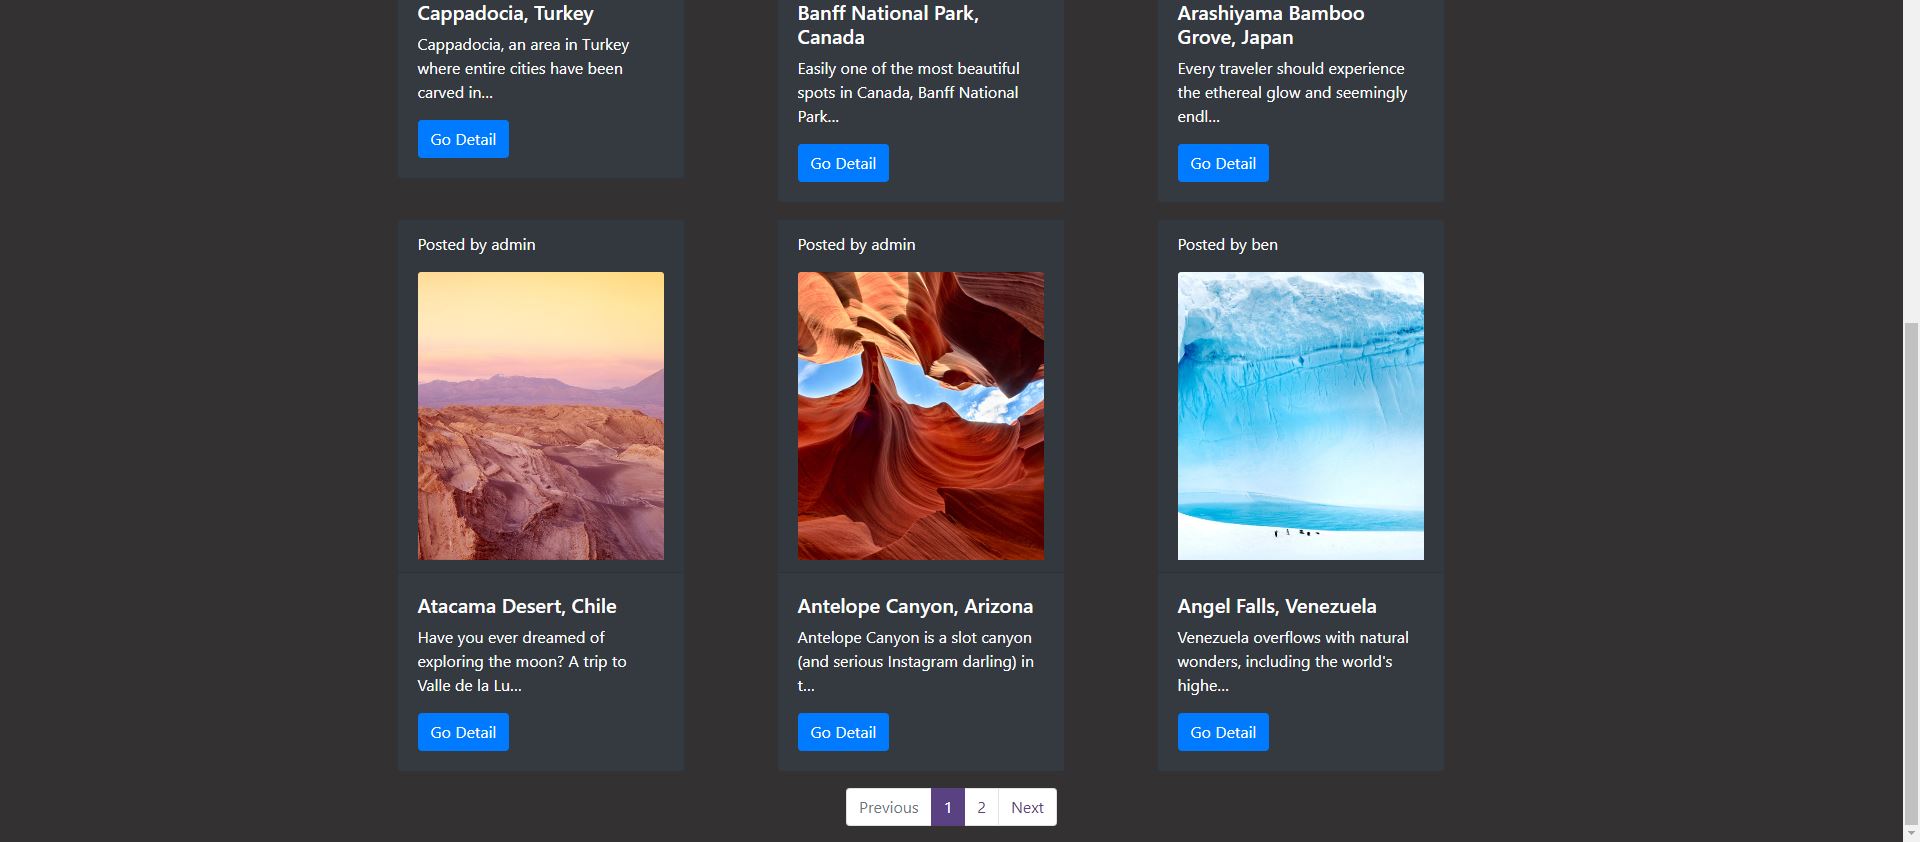 Cappadocia, Turkey
Cappadocia, an area in Turkey
where entire cities have been
carved in...
Go Detail
Banff National Park,
Canada
Easily one of the most beautiful
spots in Canada, Banff National
Park...
Go Detail
Arashiyama Bamboo
Grove, Japan
Every traveler should experience
the ethereal glow and seemingly
endl...
Go Detail
Posted by admin
Atacama Desert, Chile
Have you ever dreamed of
exploring the moon? A trip to
Valle de la Lu...
Go Detail
Posted by admin
Antelope Canyon, Arizona
Antelope Canyon is a slot canyon
(and serious Instagram darling) in
t...
Go Detail
Posted by ben
Angel Falls, Venezuela
Venezuela overflows with natural
wonders, including the world's
highe...
Go Detail
Previous 1 2 Next